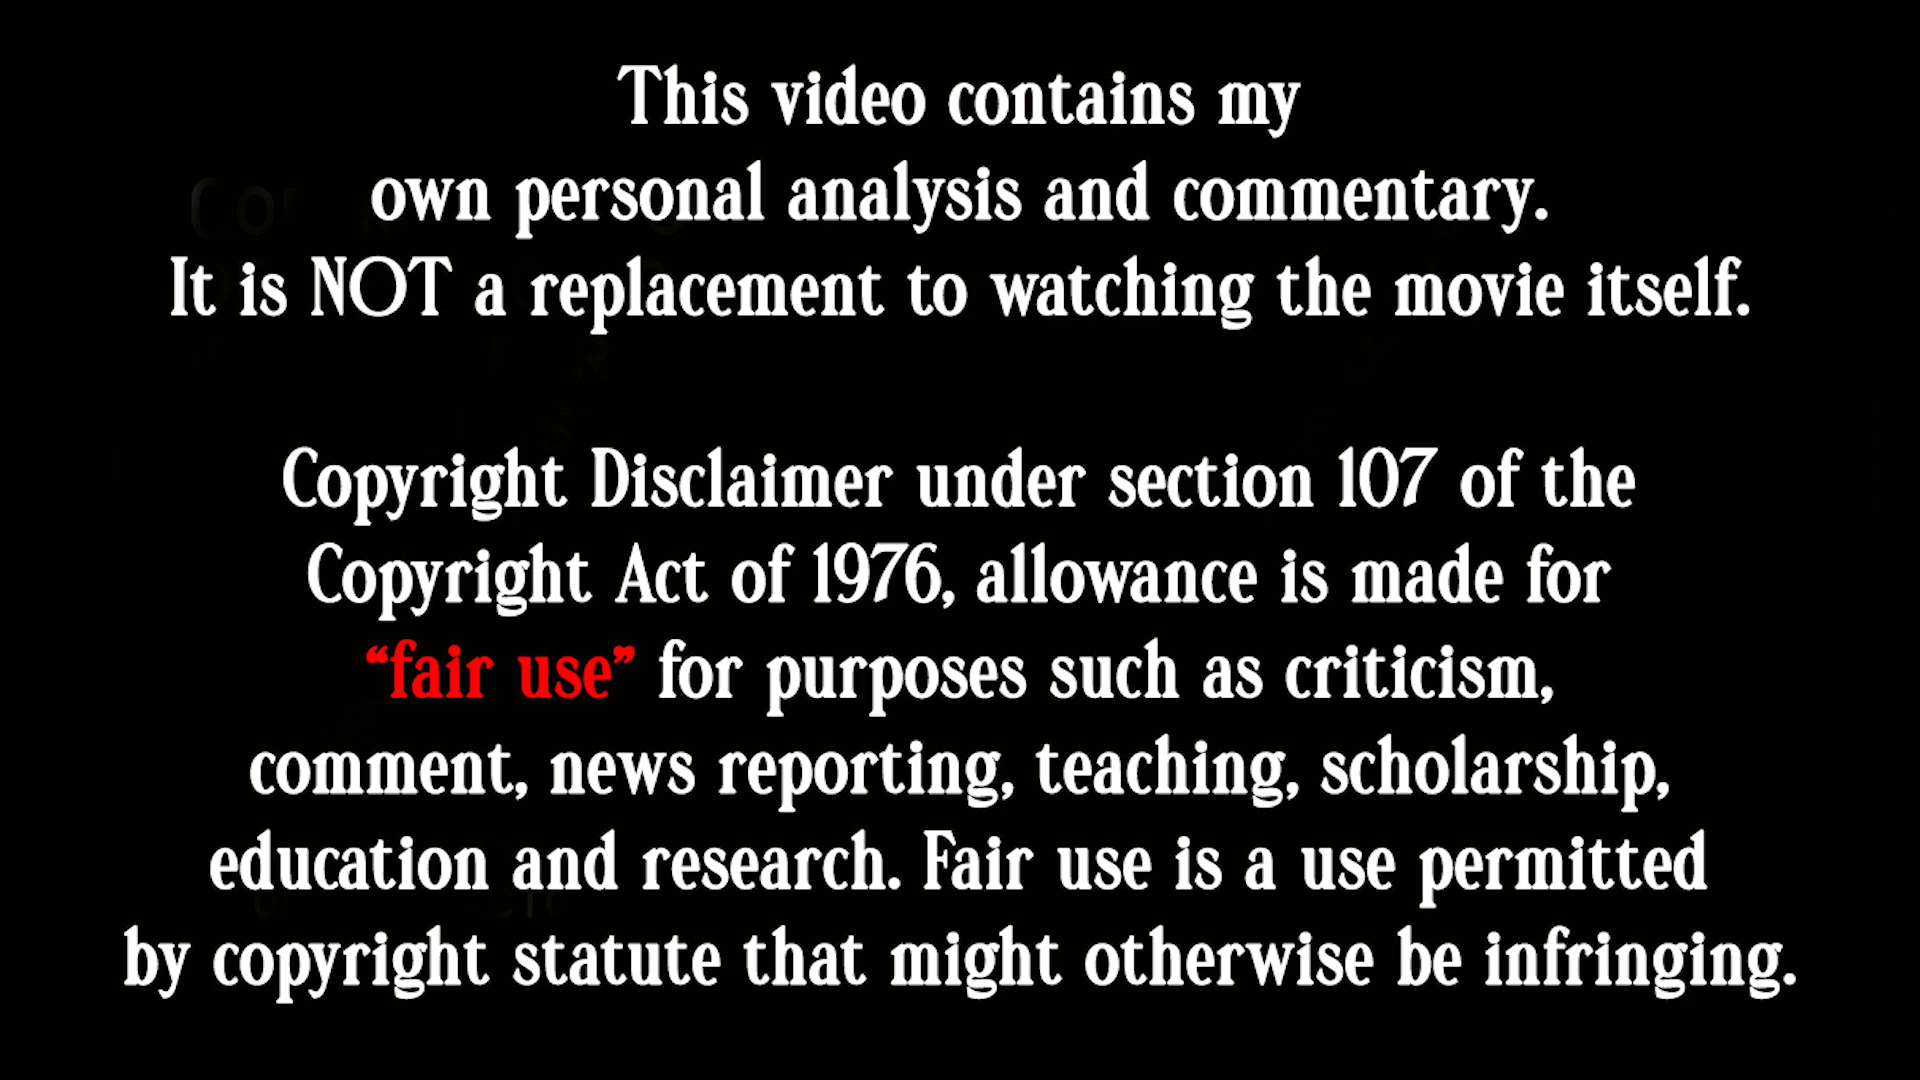 This video contains my
own personal analysis and commentary.
It is NOT a replacement to watching the movie itself.
Copyright Disclaimer under section 107 of the
Copyright Act of 1976, allowance is made for
“fair use” for purposes such as criticism,
comment, news reporting, teaching, scholarship,
education and research. Fair use is a use permitted
by copyright statute that might otherwise be infringing.